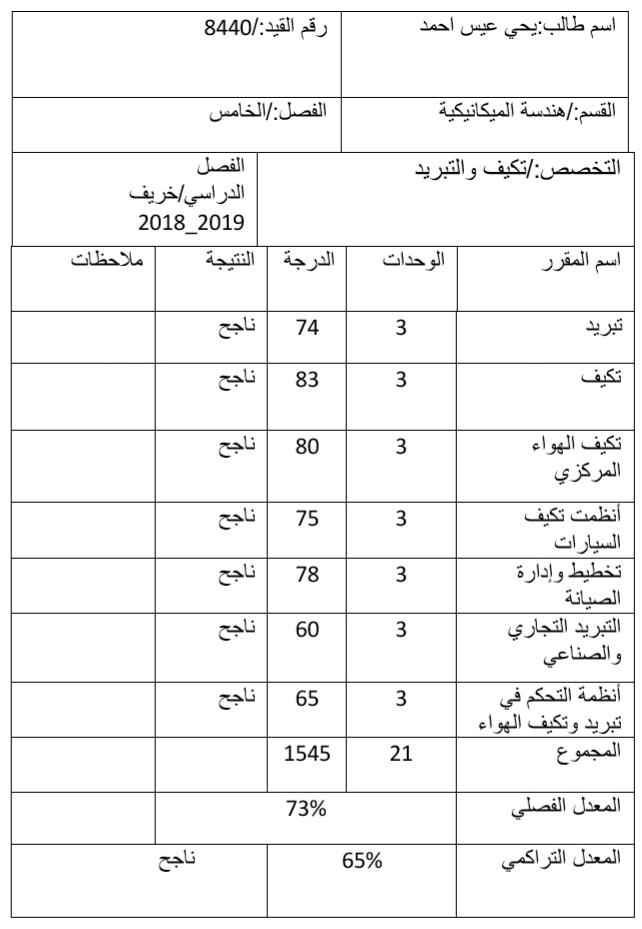 اسم طالب:يحي عيس احمد
رقم القيد:/8440
القسم:/هندسة الميكانيكية
الفصل:/الخامس
التخصص:/تكيف والتبريد
الفصل
الدراسي/خريف
2018_2019
اسم المقرر الوحدات الدرجة النتيجة ملاحظات
تبريد 3 74 ناجح
تكيف 3 83 ناجح
تكيف الهواء 3 80 ناجح
المركزي
أنظمت تكيف 3 75 ناجح
السيارات
تخطيط وإدارة 3 78 ناجح
الصيانة
التبريد التجاري 3 60 ناجح
والصناعي
أنظمة التحكم في 3 65 ناجح
تبريد وتكيف الهواء
المجموع 21 1545
المعدل الفصلي 73%
المعدل التراكمي 65% ناجح